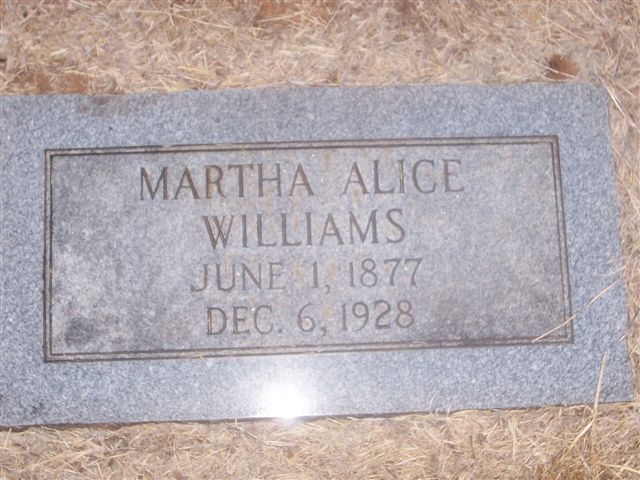 MARTHA ALICE
WILLIAMS
JUNE 1, 1877
DEC. 6, 1928